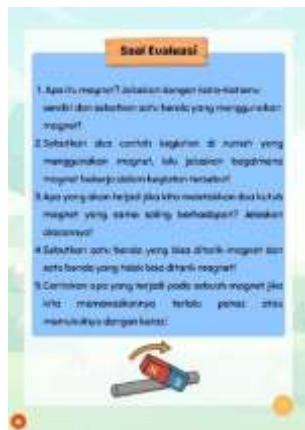 Soal Evaluasi
1. Apa itu magnet? Jelaskan dengan kata-katamu
sendiri dan sebutkan satu benda yang menggunakan
magnet!
2. Sebutkan dua contoh kegiatan di rumah yang
menggunakan magnet, lalu jelaskan bagaimana
magnet bekerja dalam kegiatan tersebut!
3. Apa yang akan terjadi jika kita meletakkan dua kutub
magnet yang sama saling berhadapan? Jelaskan
alasannya!
4. Sebutkan satu benda yang bisa ditarik magnet dan
satu benda yang tidak bisa ditarik magnet!
5. Ceritakan apa yang terjadi pada sebuah magnet jika
kita memanaskannya terlalu panas atau
memukulnya dengan keras!